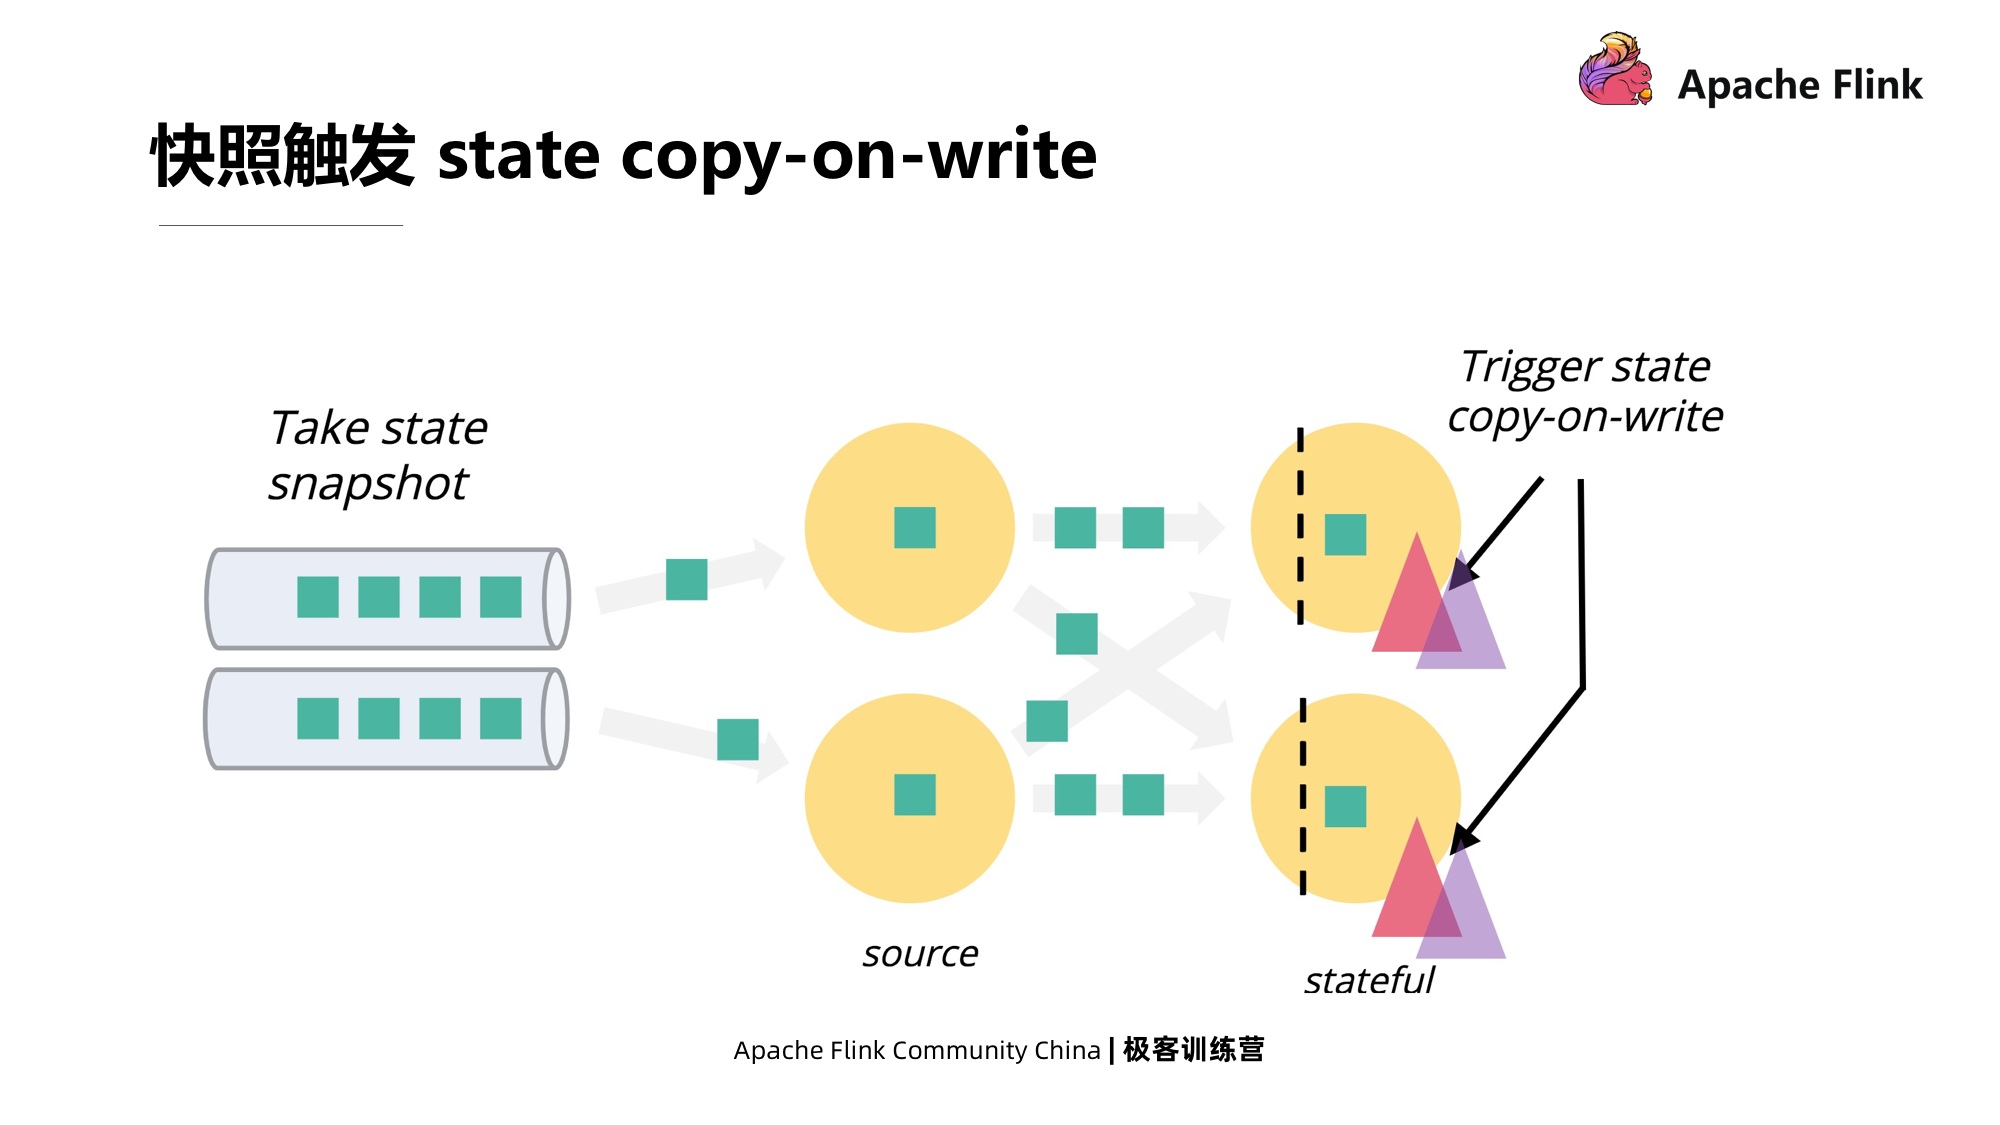 Apache Flink
快照触发 state copy-on-write
Trigger state
copy-on-write
Take state
snapshot
source
stateful
Apache Flink Community China | 极客训练营